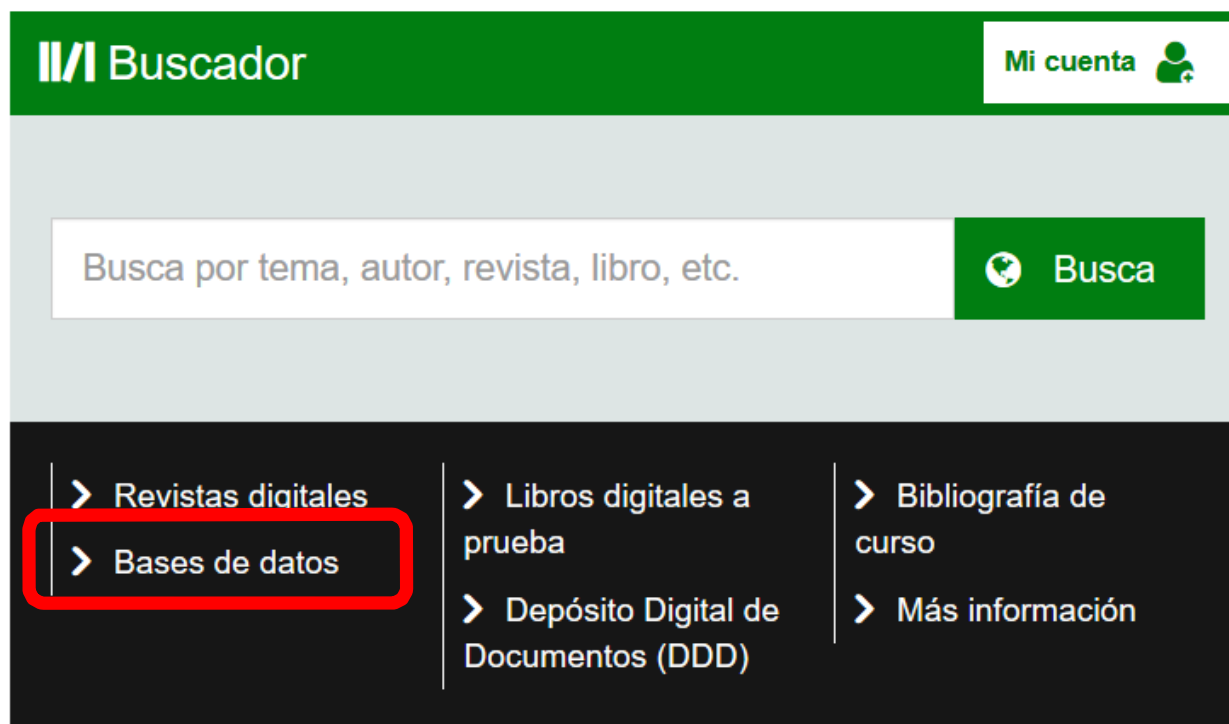 Buscador
Mi cuenta
Busca por tema, autor, revista, libro, etc.
Busca
Revistas digitales
Bases de datos
Libros digitales a
prueba
Depósito Digital de
Documentos (DDD)
Bibliografía de
curso
Más información